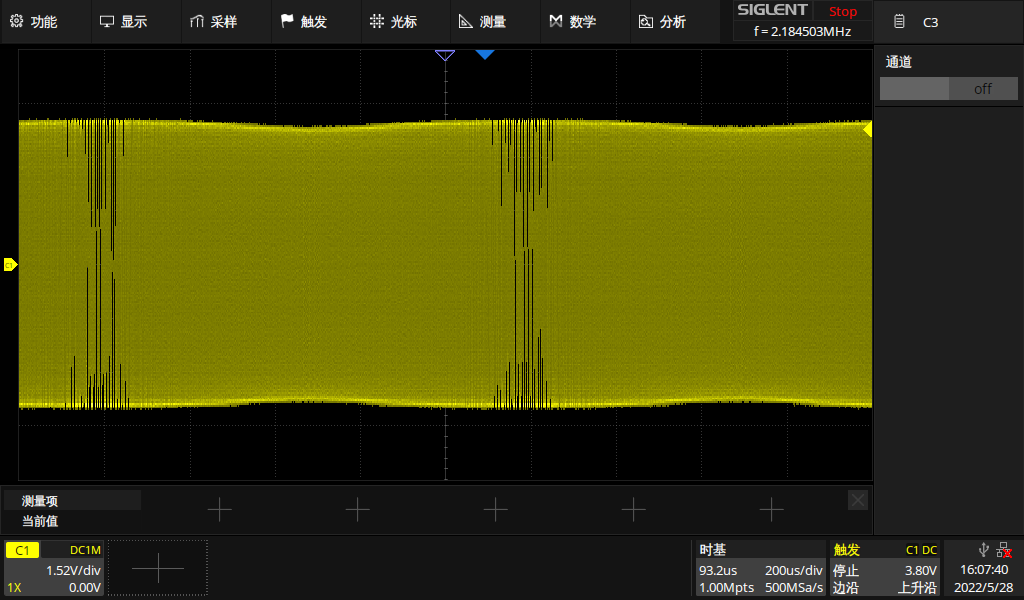 功能 显示 采样 触发 光标 测量 数学 分析
SIGLENT Stop
f = 2.184503MHz
C3
通道
off
C1
测量项
当前值
C1 DC1M
1.52V/div
1X 0.00V
时基
93.2us 200us/div
1.00Mpts 500MSa/s
触发 C1 DC
停止 3.80V
边沿 上升沿
16:07:40
2022/5/28